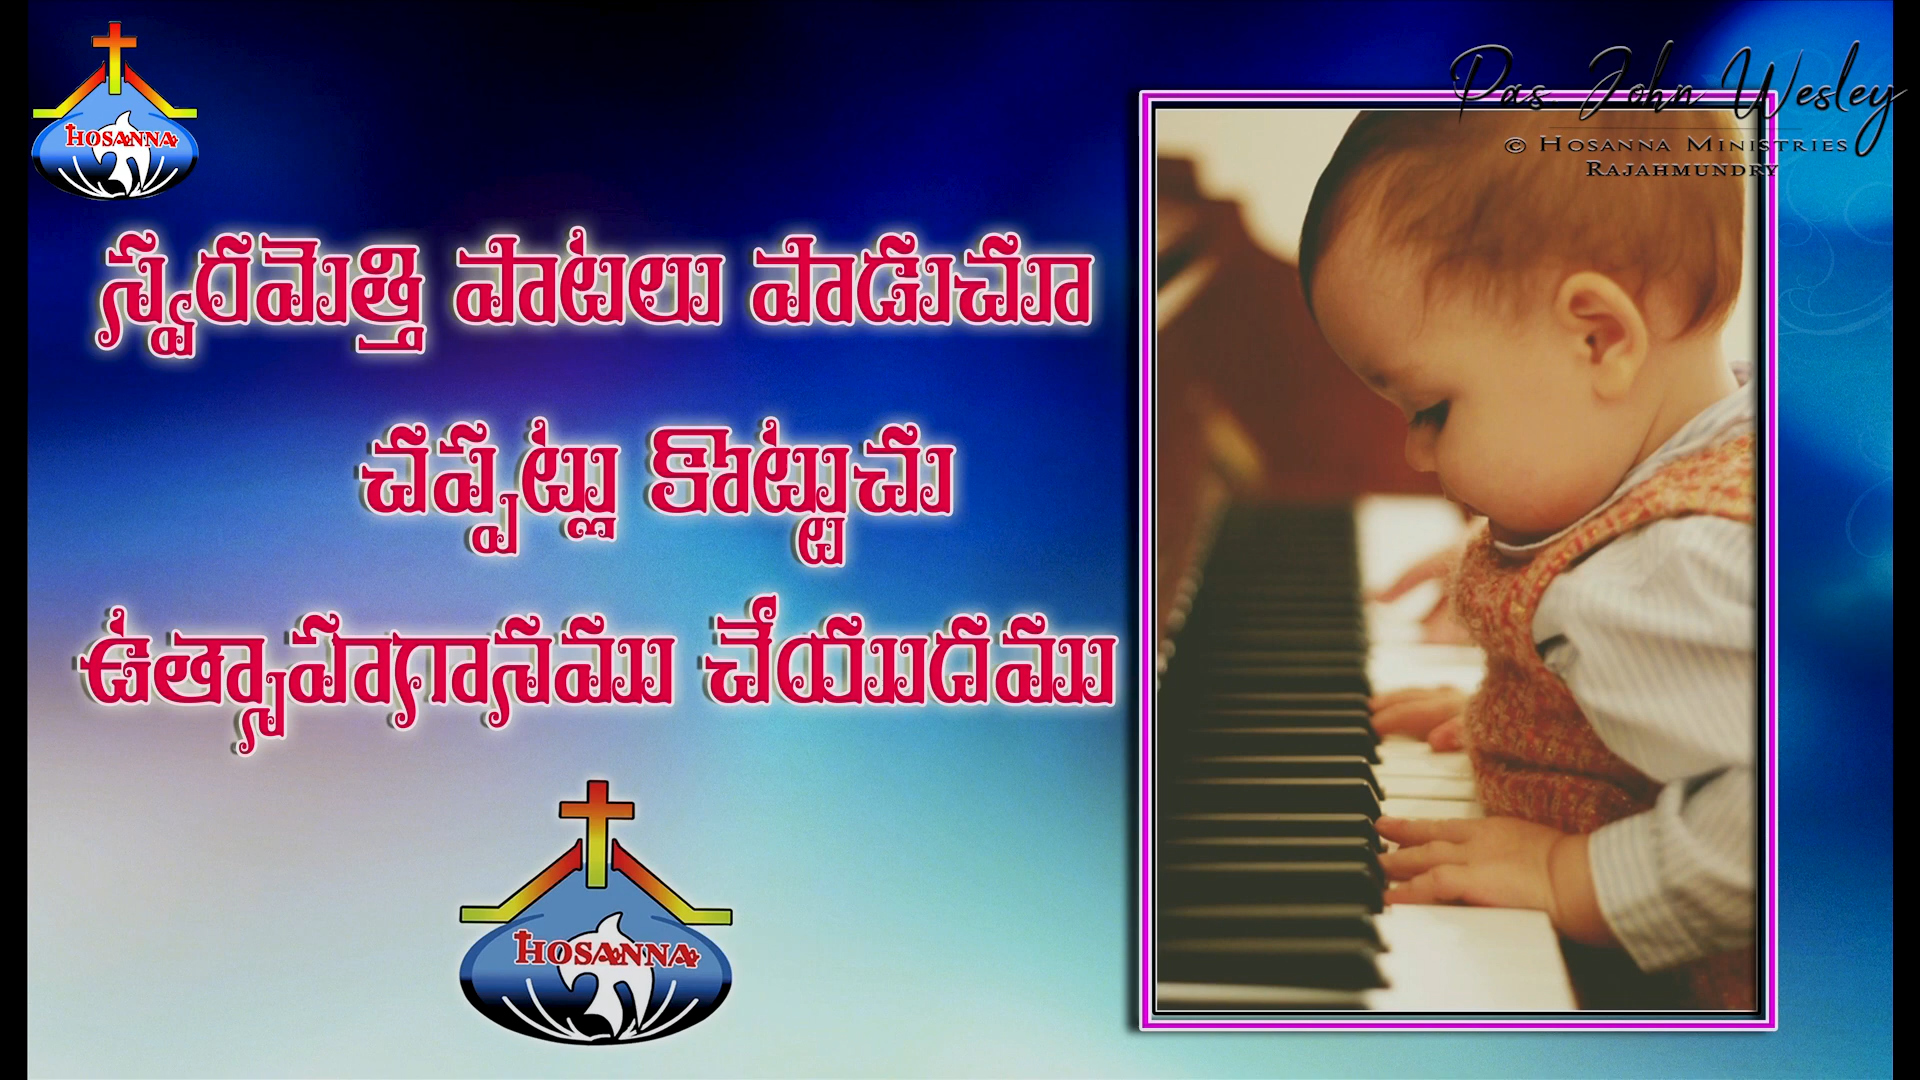 HOSANNA
Pas. John Wesley
© HOSANNA MINISTRIES
RAJAHMUNDRY
స్వరమెత్తి పాటలు పాడుచూ
చప్పట్లు కొట్టుచు
ఉత్సాహగానము చేయుదము
HOSANNA